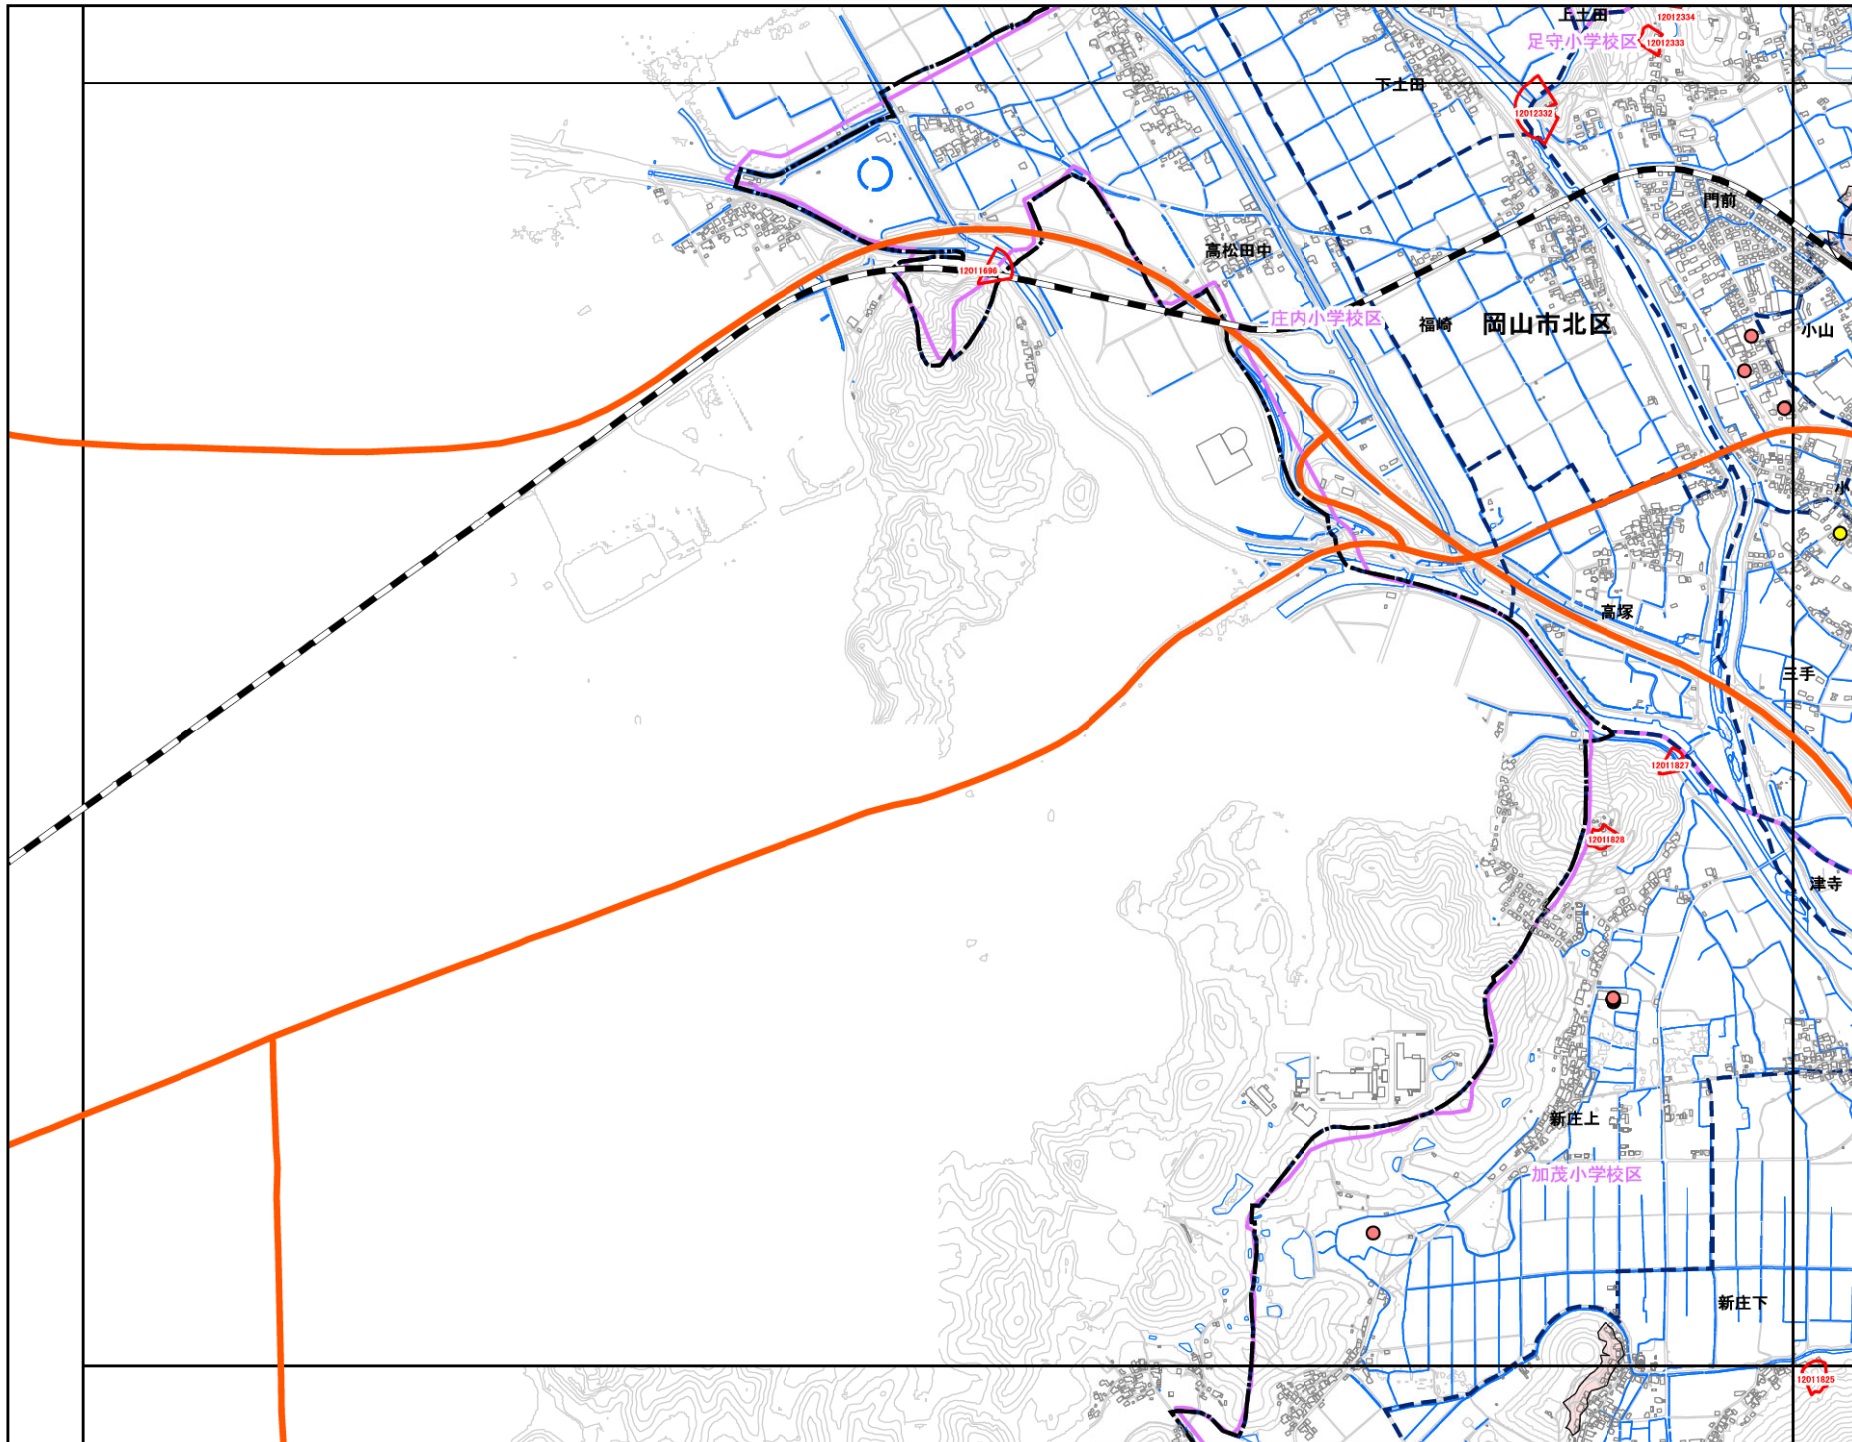 上土田
12012334
足守小学校区
12012333
下土田
12012332
門前
高松田中
12011696
庄内小学校区
福崎
岡山市北区
小山
小
高塚
三手
12011827
12011828
津寺
新庄上
加茂小学校区
新庄下
12011825